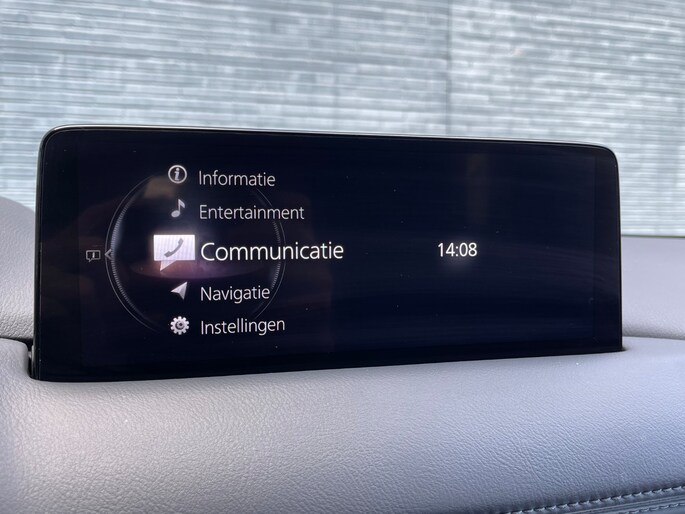 Informatie
Entertainment
Communicatie
14:08
Navigatie
Instellingen